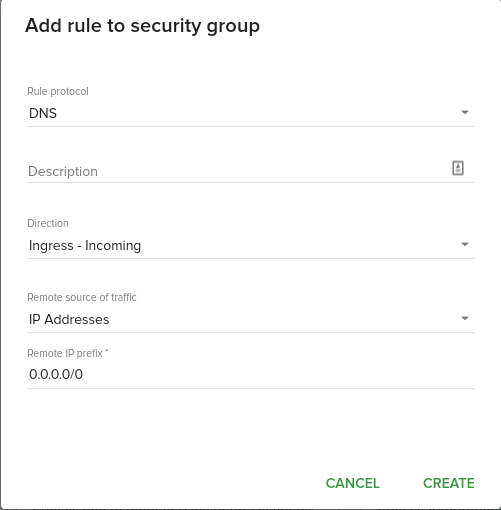 Add rule to security group
Rule protocol
DNS
Description
Direction
Ingress - Incoming
Remote source of traffic
IP Addresses
Remote IP prefix *
0.0.0.0/0
CANCEL CREATE